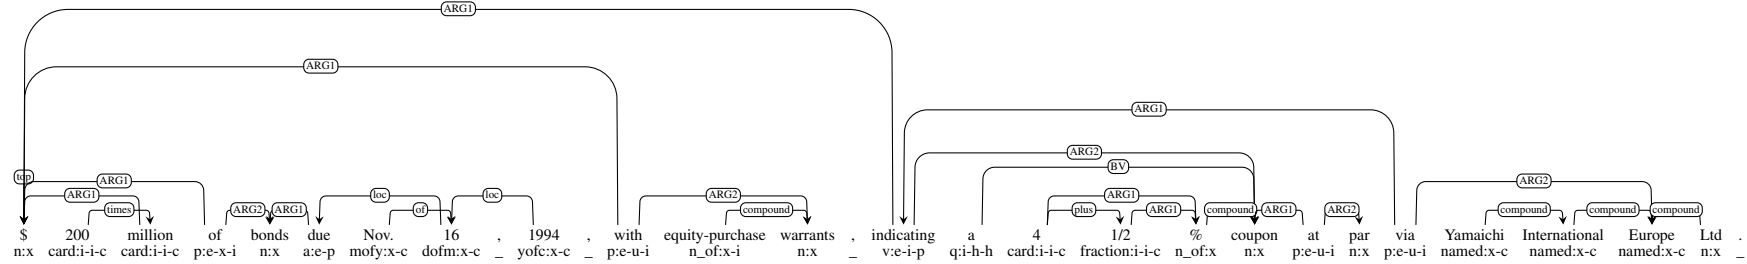 ARG1
ARG1
ARG1
ARG2
BV
top ARG1 ARG2
ARG1 loc loc ARG2 ARG1
times ARG2 ARG1 of compound plus ARG1 compound ARG1 ARG2 compound compound compound
$ 200 million of bonds due Nov. 16 , 1994 , with equity-purchase warrants , indicating a 4 1/2 % coupon at par via Yamaichi International Europe Ltd .
n:x card:i-i-c card:i-i-c p:e-x-i n:x a:e-p mofy:x-c dofm:x-c _ yofc:x-c _ p:e-u-i n_of:x-i n:x _ v:e-i-p q:i-h-h card:i-i-c fraction:i-i-c n_of:x n:x p:e-u-i n:x p:e-u-i named:x-c named:x-c named:x-c n:x _